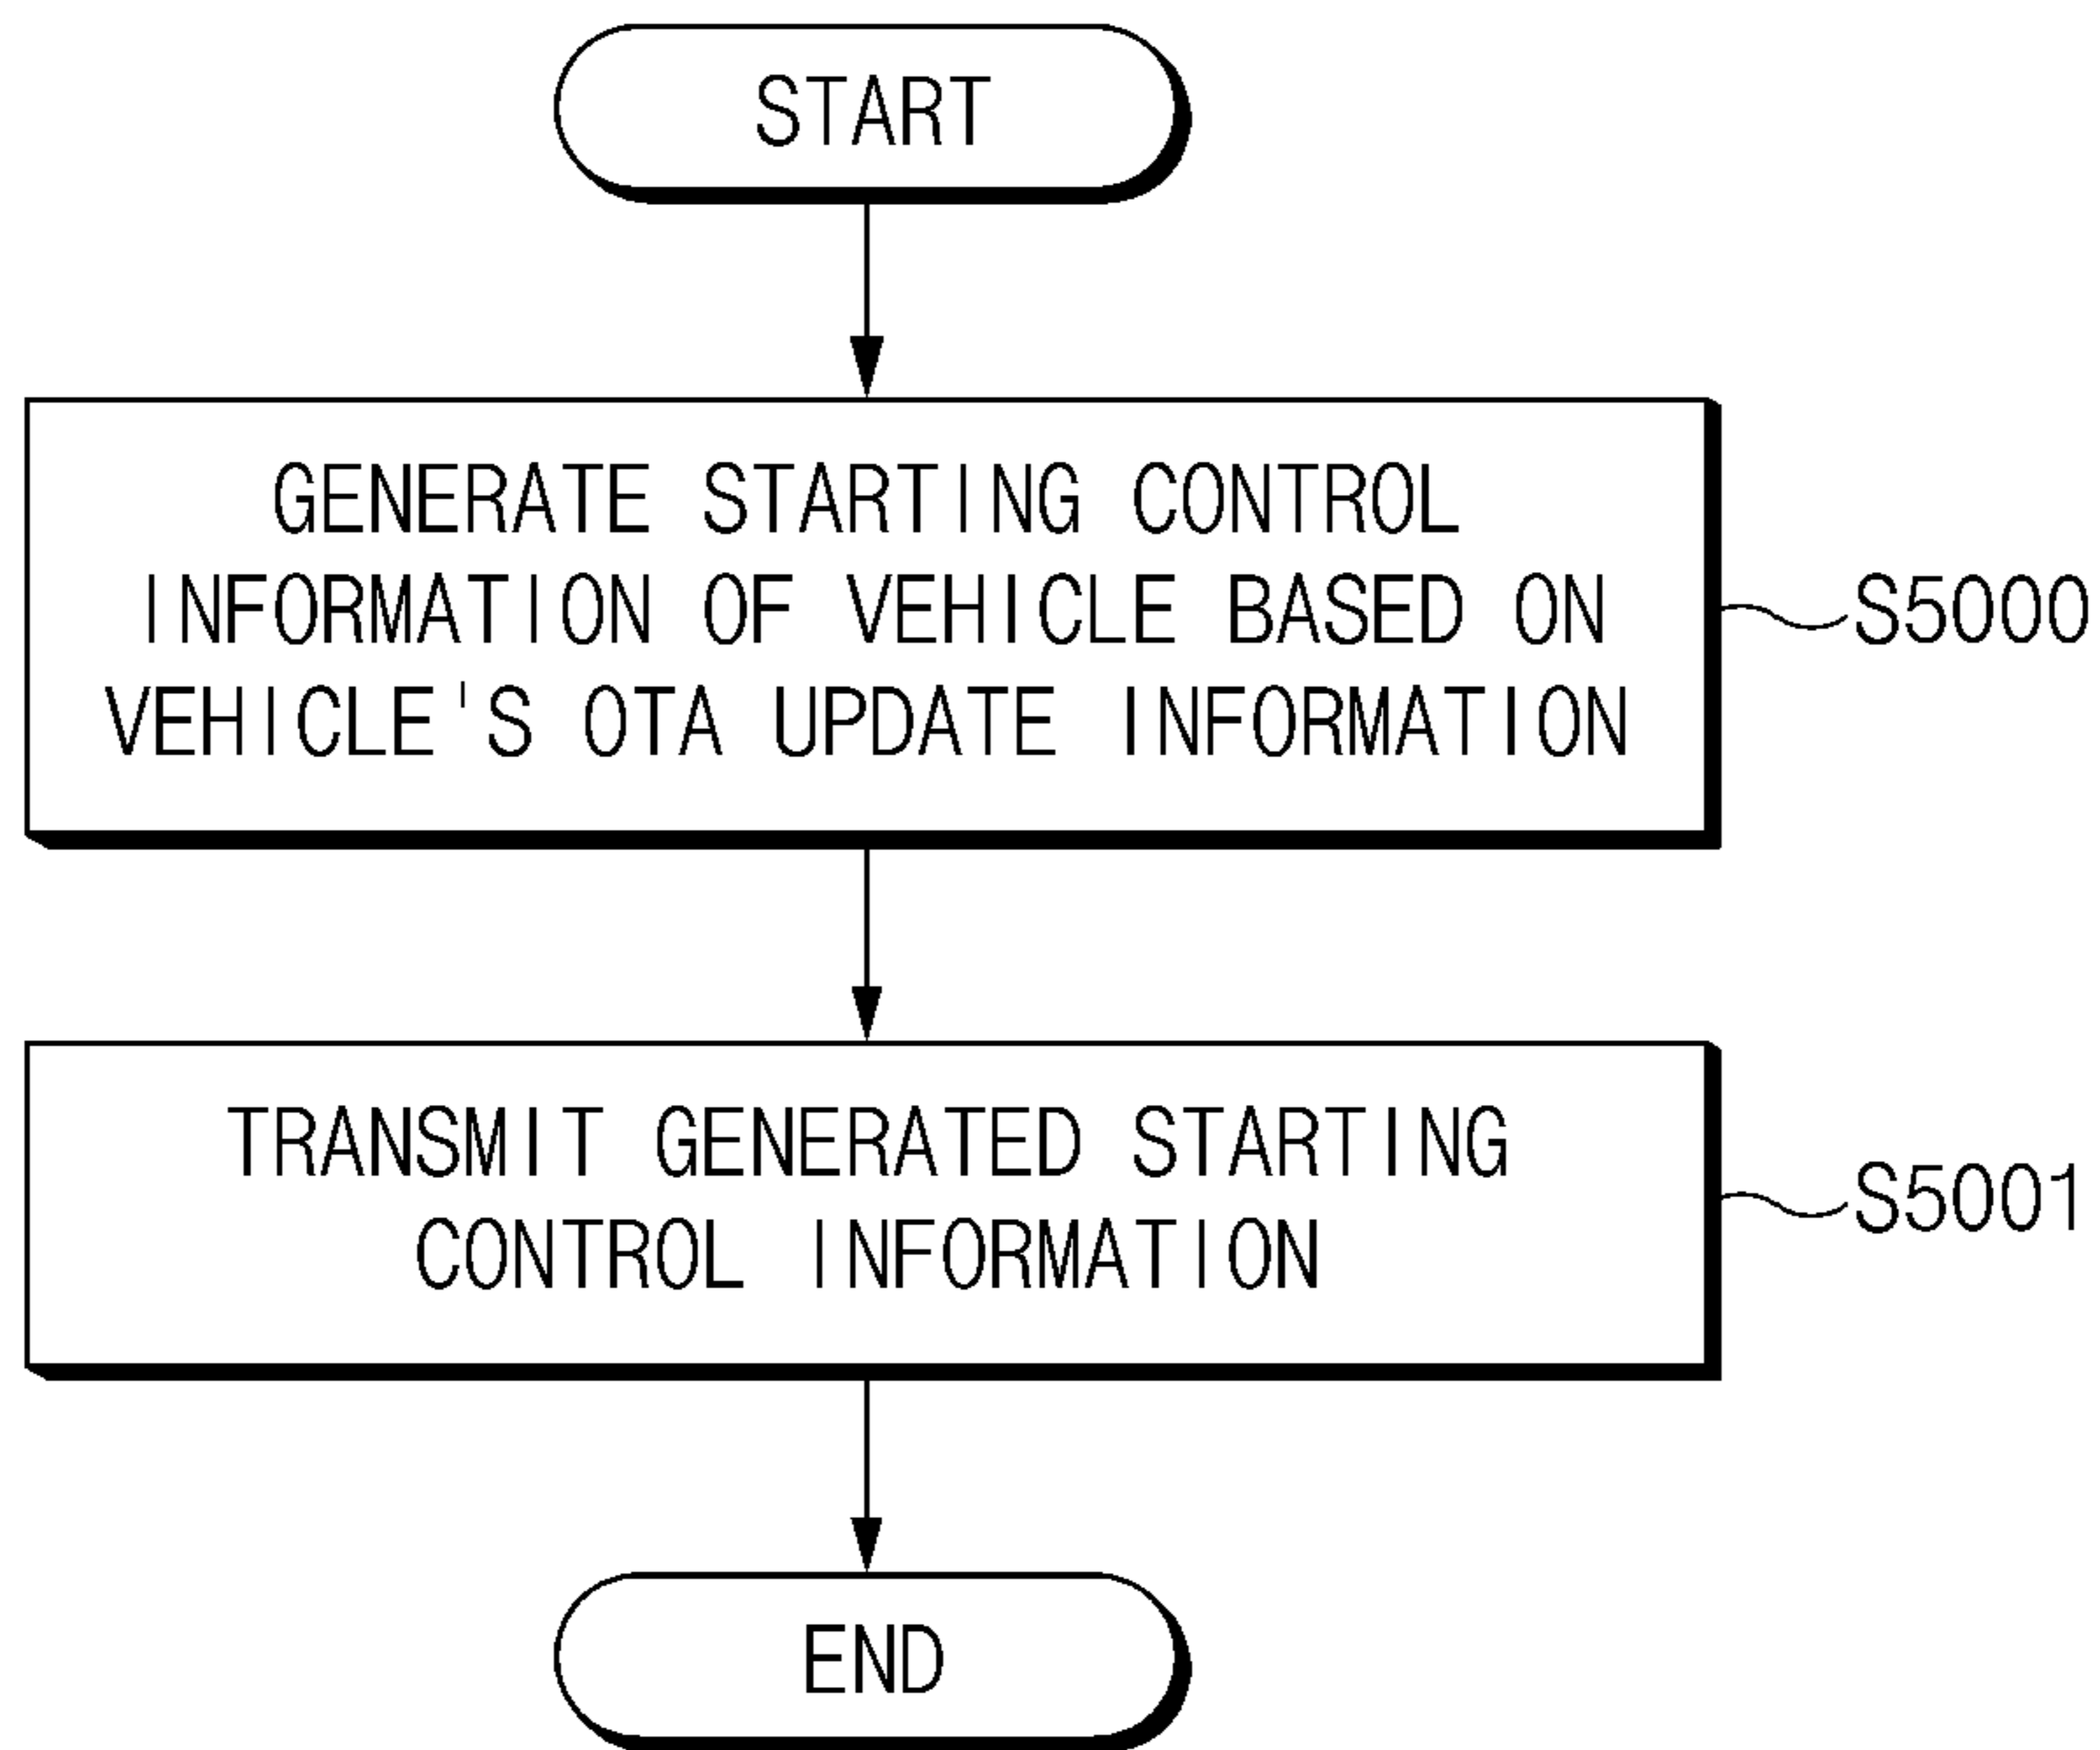 START
GENERATE STARTING CONTROL
INFORMATION OF VEHICLE BASED ON
VEHICLE'S OTA UPDATE INFORMATION
S5000
TRANSMIT GENERATED STARTING
CONTROL INFORMATION
S5001
END